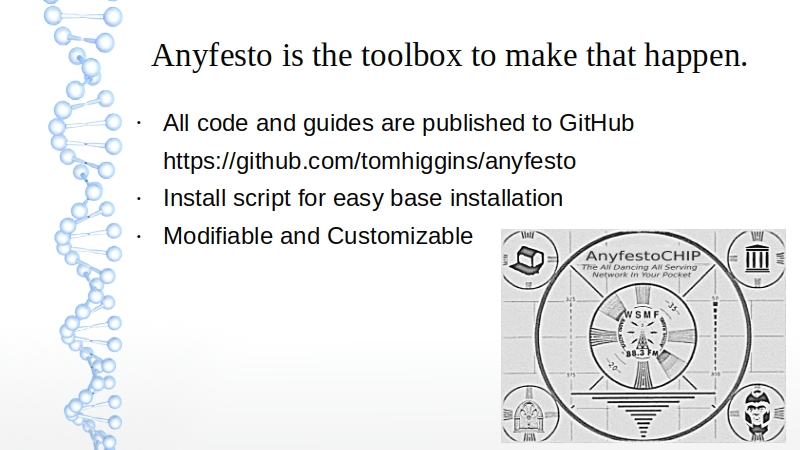 Anyfesto is the toolbox to make that happen.
· All code and guides are published to GitHub
https://github.com/tomhiggins/anyfesto
· Install script for easy base installation
· Modifiable and Customizable
AnyfestoCHIP
The All Dancing All Serving
Network In Your Pocket
WSMF
88.3 FM